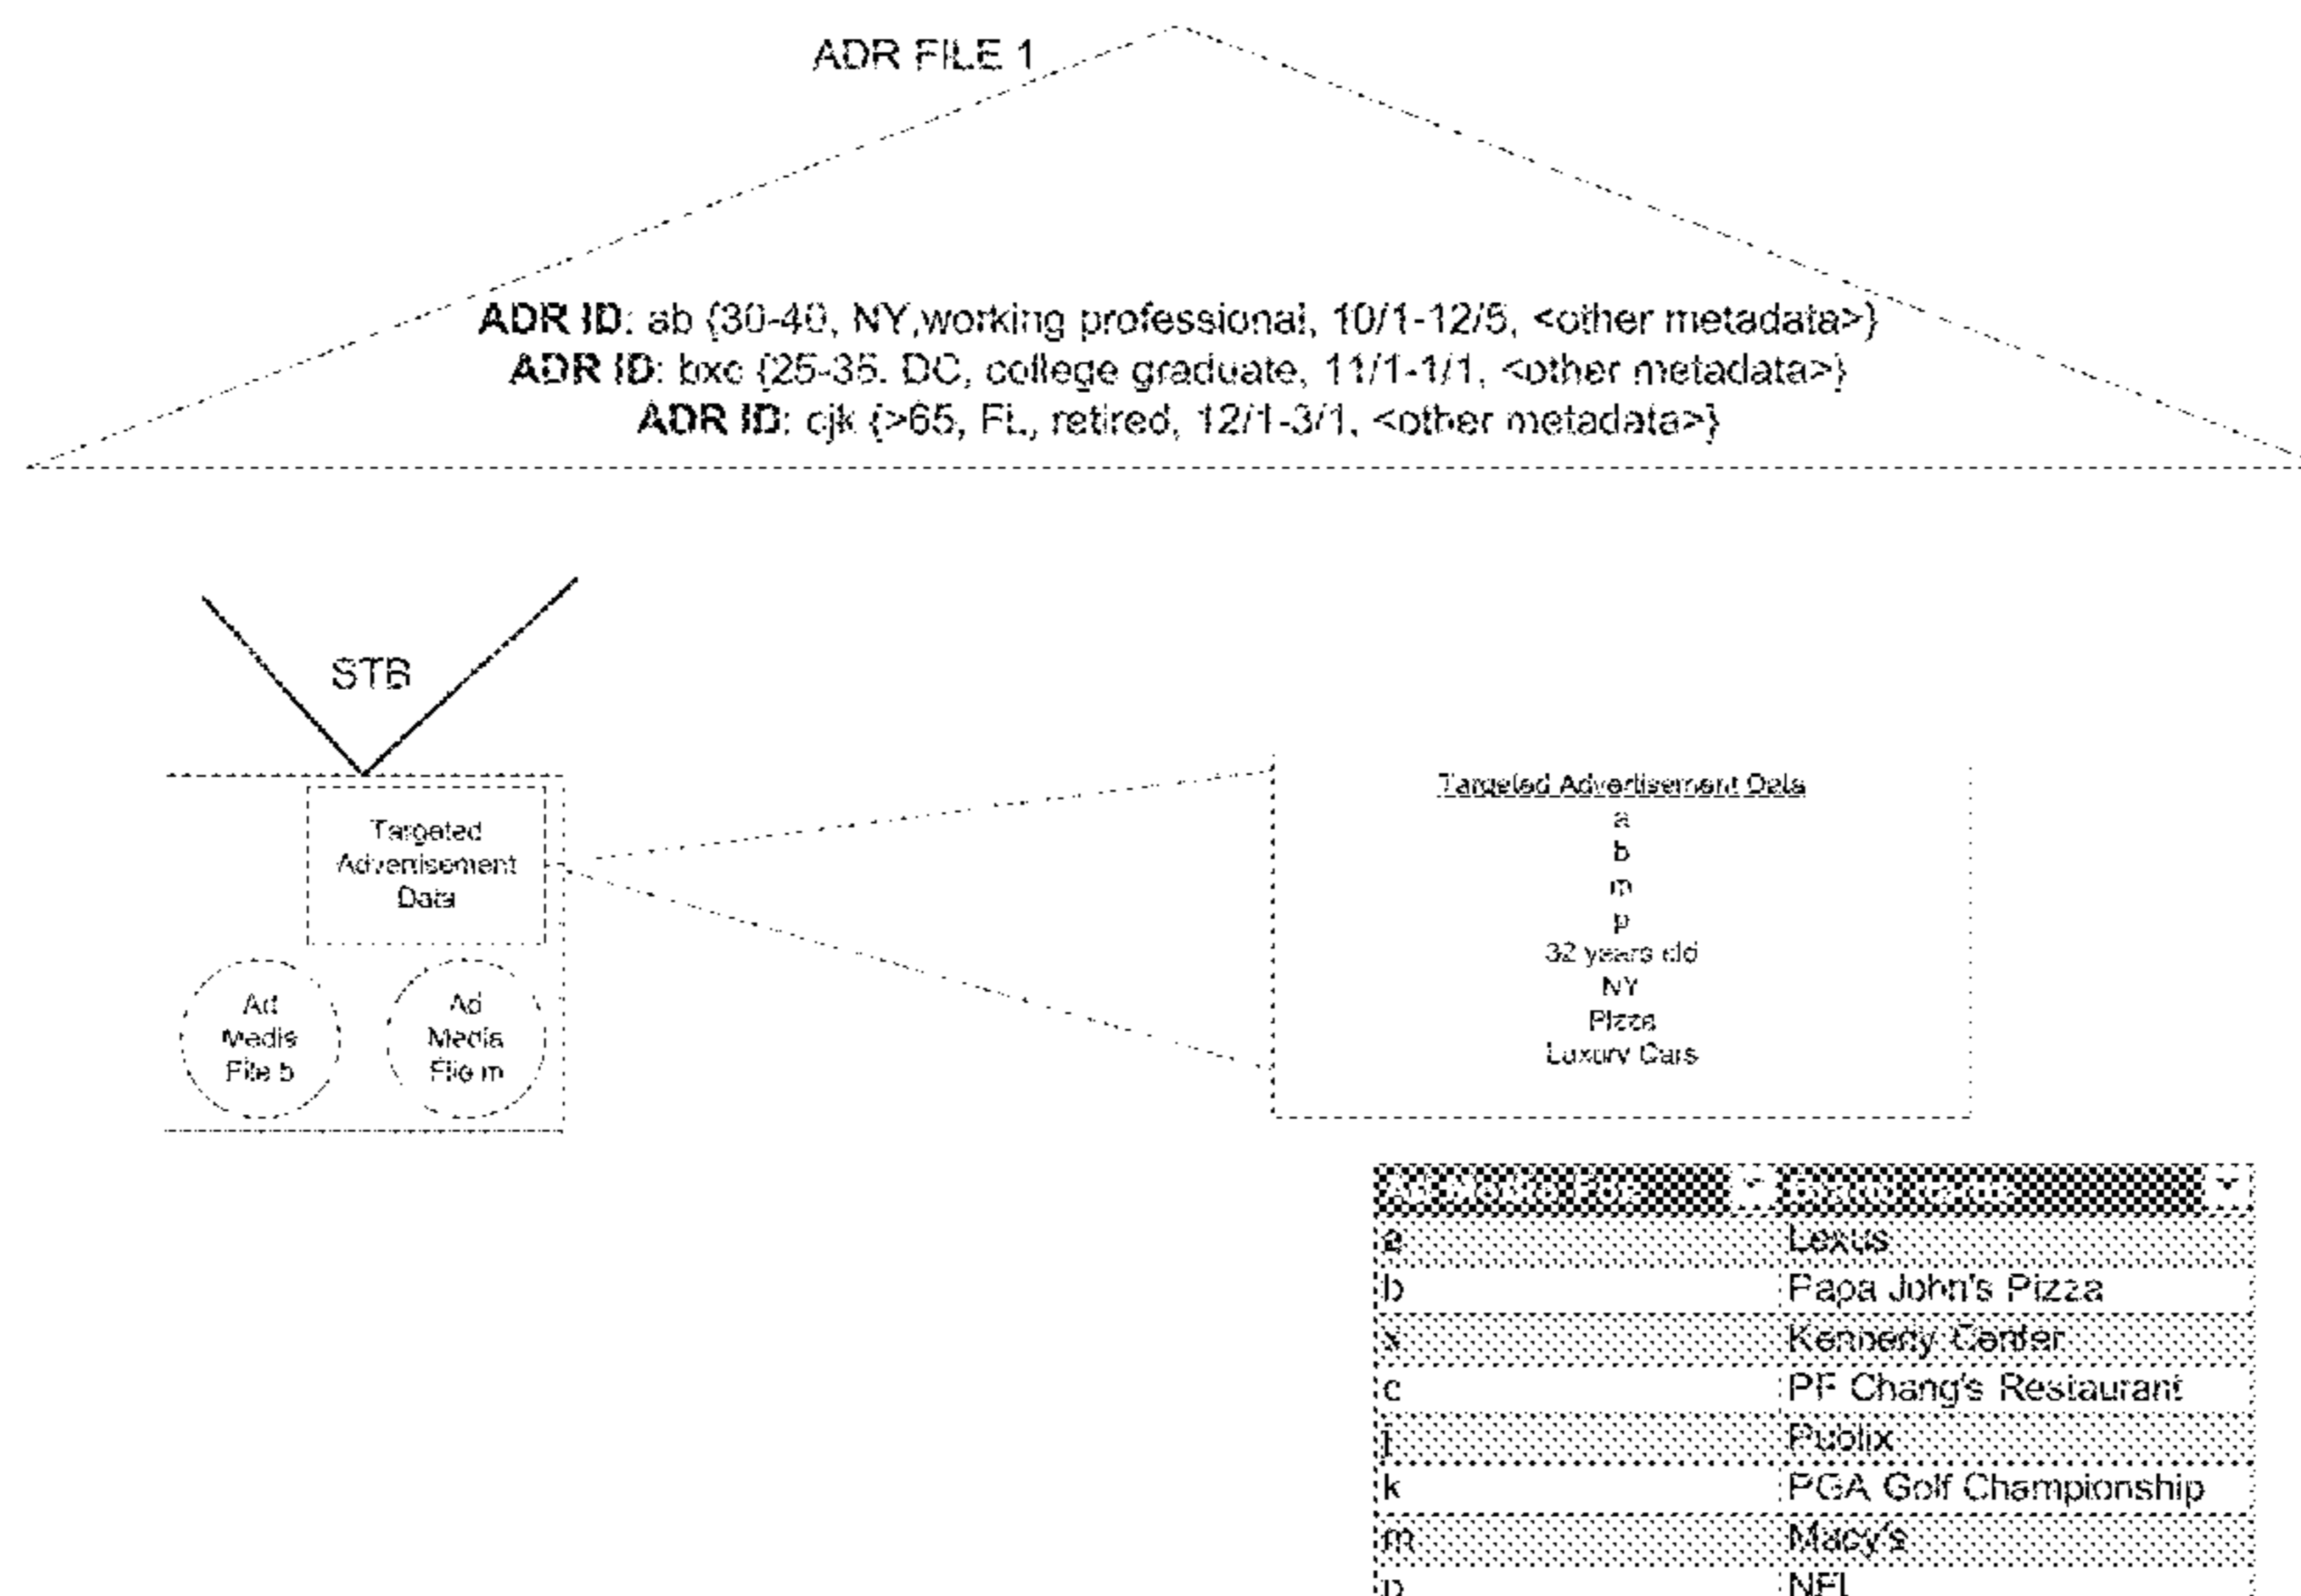 ADR FILE 1
ADR ID: ab {30-40, NY,working professional, 10/1-12/5, <other metadata>}
ADR ID: bxc {25-35. DC, college graduate, 11/1-1/1, <other metadata>}
ADR ID: cjk {>65, FL, retired, 12/1-3/1, <other metadata>}
STB
Targeted
Advertisement
Data
Ad
Media
File b
Ad
Media
File m
Targeted Advertisement Data
a
b
m
p
32 years old
NY
Pizza
Luxury Cars
Ad Media File
a Lexus
b Papa John's Pizza
x Kennedy Center
c PF Chang's Restaurant
j Publix
k PGA Golf Championship
m Macy's
p NFL